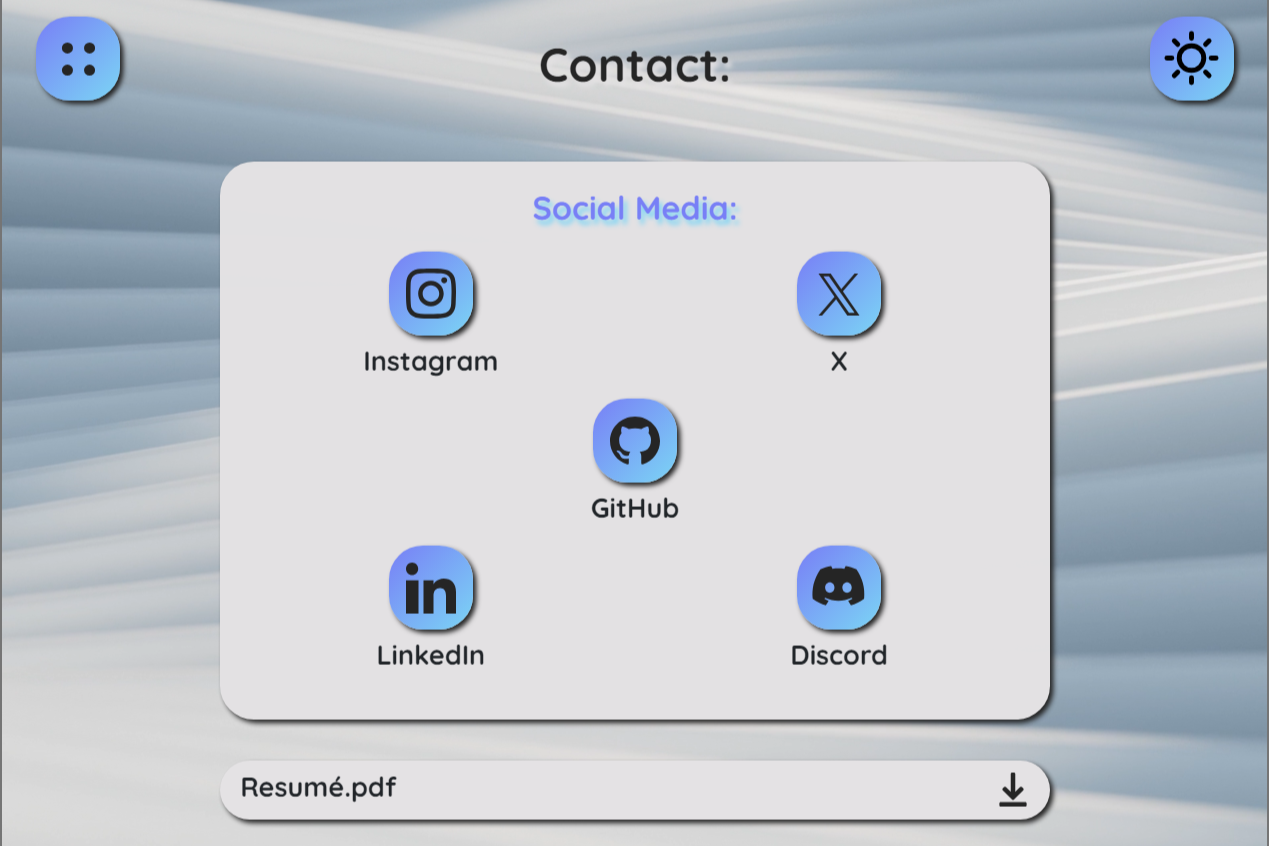 Contact:
Social Media:
Instagram
X
GitHub
LinkedIn
Discord
Resumé.pdf